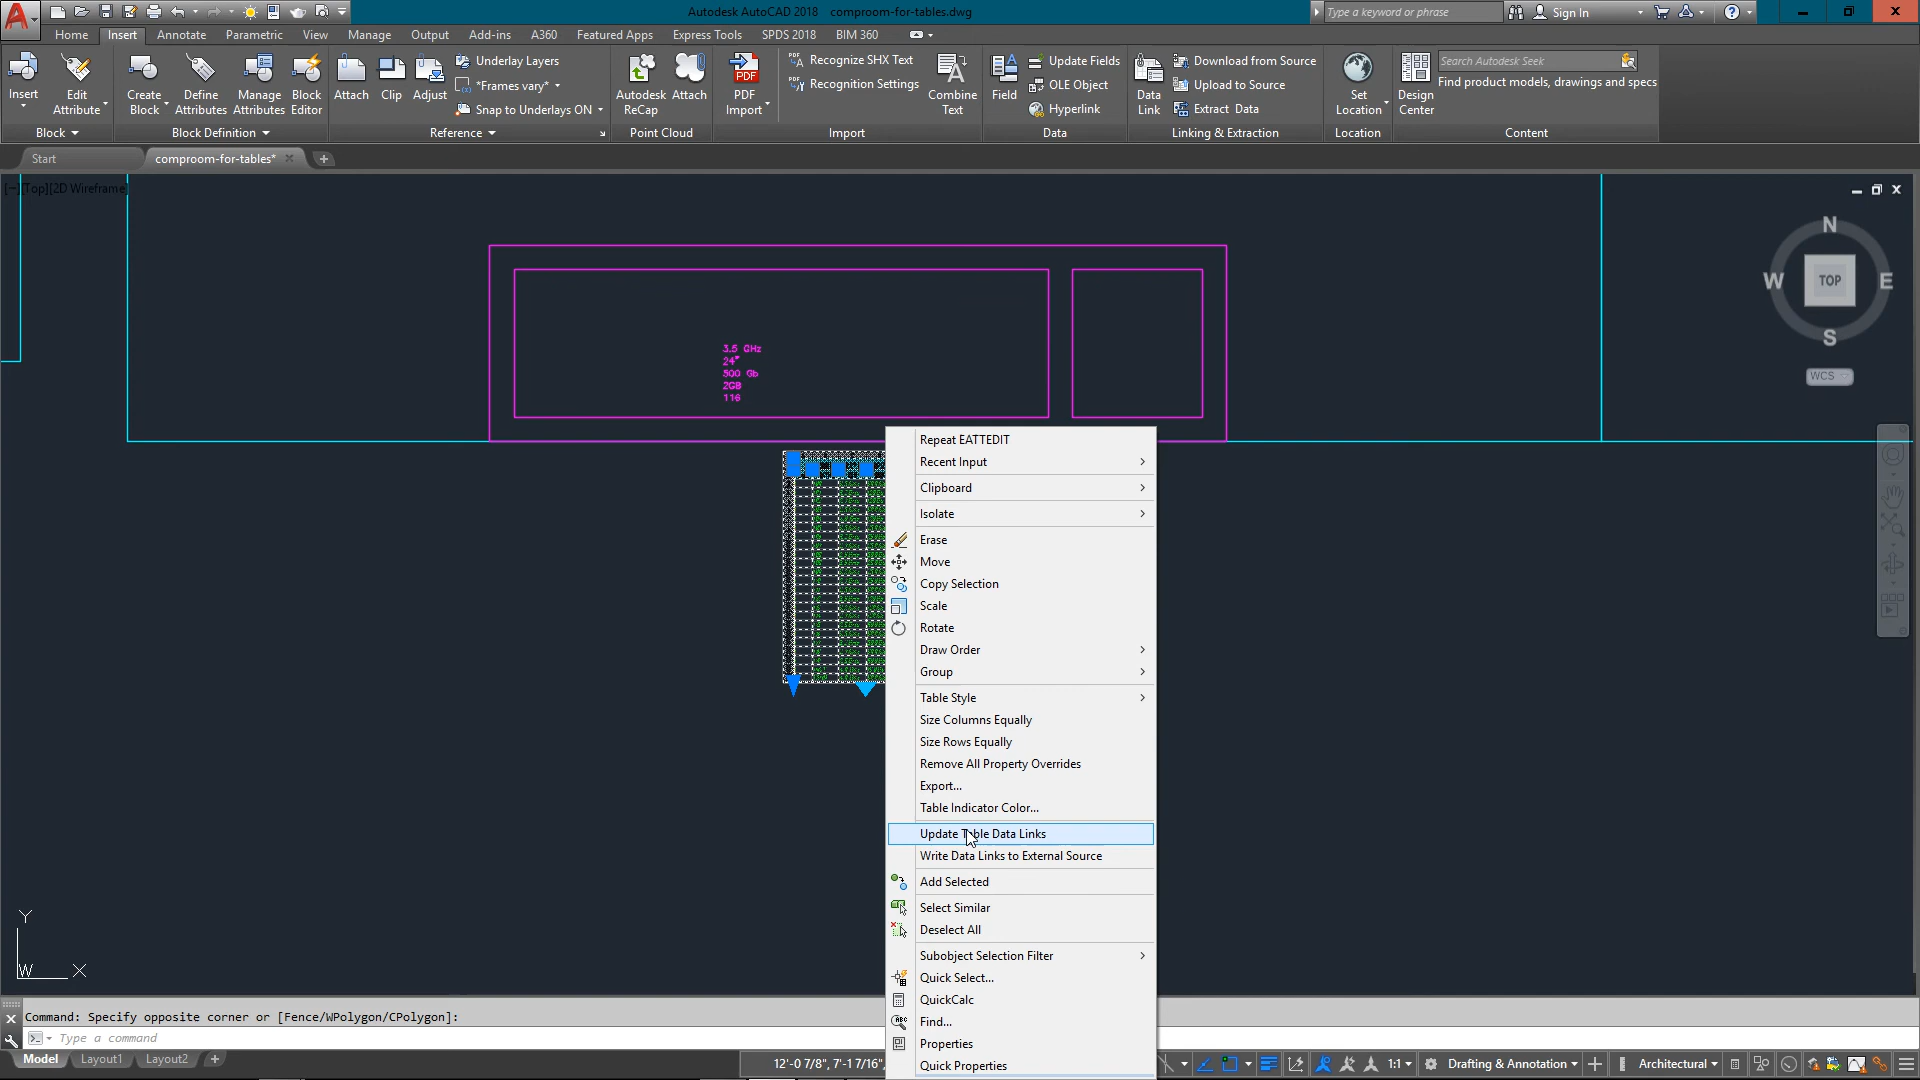 Autodesk AutoCAD 2018 comproom-for-tables.dwg
Type a keyword or phrase
Sign In
Home Insert Annotate Parametric View Manage Output Add-ins A360 Featured Apps Express Tools SPDS 2018 BIM 360
Insert
Edit
Attribute
Block
Create
Block
Define
Attributes
Manage
Attributes
Block
Editor
Block Definition
Attach
Clip
Adjust
Underlay Layers
*Frames vary*
Snap to Underlays ON
Reference
Autodesk
ReCap
Attach
Point Cloud
PDF
PDF
Import
Recognize SHX Text
Recognition Settings
Combine
Text
Import
Field
Update Fields
OLE Object
Hyperlink
Data
Data
Link
Download from Source
Upload to Source
Extract Data
Linking & Extraction
Set
Location
Location
Design
Center
Search Autodesk Seek
Find product models, drawings and specs
Content
Start
comproom-for-tables*
[−][Top][2D Wireframe]
N
W TOP E
S
WCS
3.5 GHz
24"
500 Gb
2GB
116
Repeat EATTEDIT
Recent Input
Clipboard
Isolate
Erase
Move
Copy Selection
Scale
Rotate
Draw Order
Group
Table Style
Size Columns Equally
Size Rows Equally
Remove All Property Overrides
Export...
Table Indicator Color...
Update Table Data Links
Write Data Links to External Source
Add Selected
Select Similar
Deselect All
Subobject Selection Filter
Quick Select...
QuickCalc
Find...
Properties
Quick Properties
Y
W X
Command: Specify opposite corner or [Fence/WPolygon/CPolygon]:
Type a command
Model Layout1 Layout2
12'-0 7/8", 7'-1 7/16",
1:1
Drafting & Annotation
Architectural